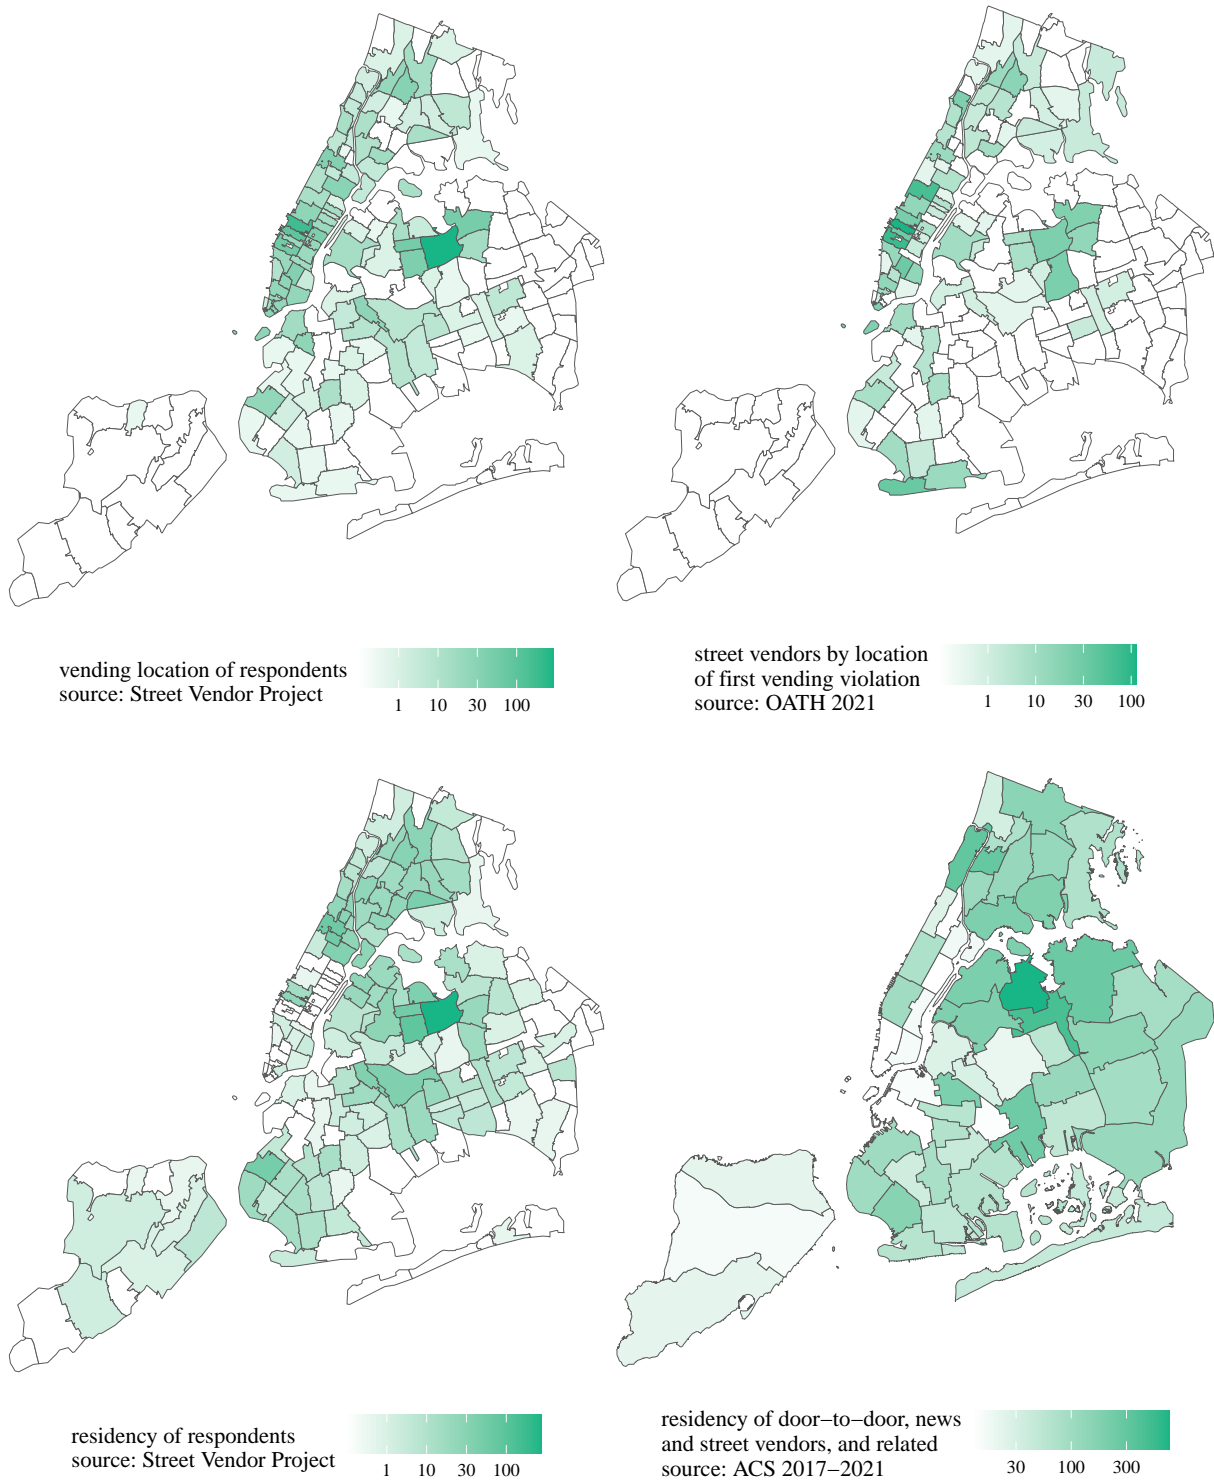 vending location of respondents
source: Street Vendor Project
1 10 30 100
street vendors by location
of first vending violation
source: OATH 2021
1 10 30 100
residency of respondents
source: Street Vendor Project
1 10 30 100
residency of door−to−door, news
and street vendors, and related
source: ACS 2017−2021
30 100 300